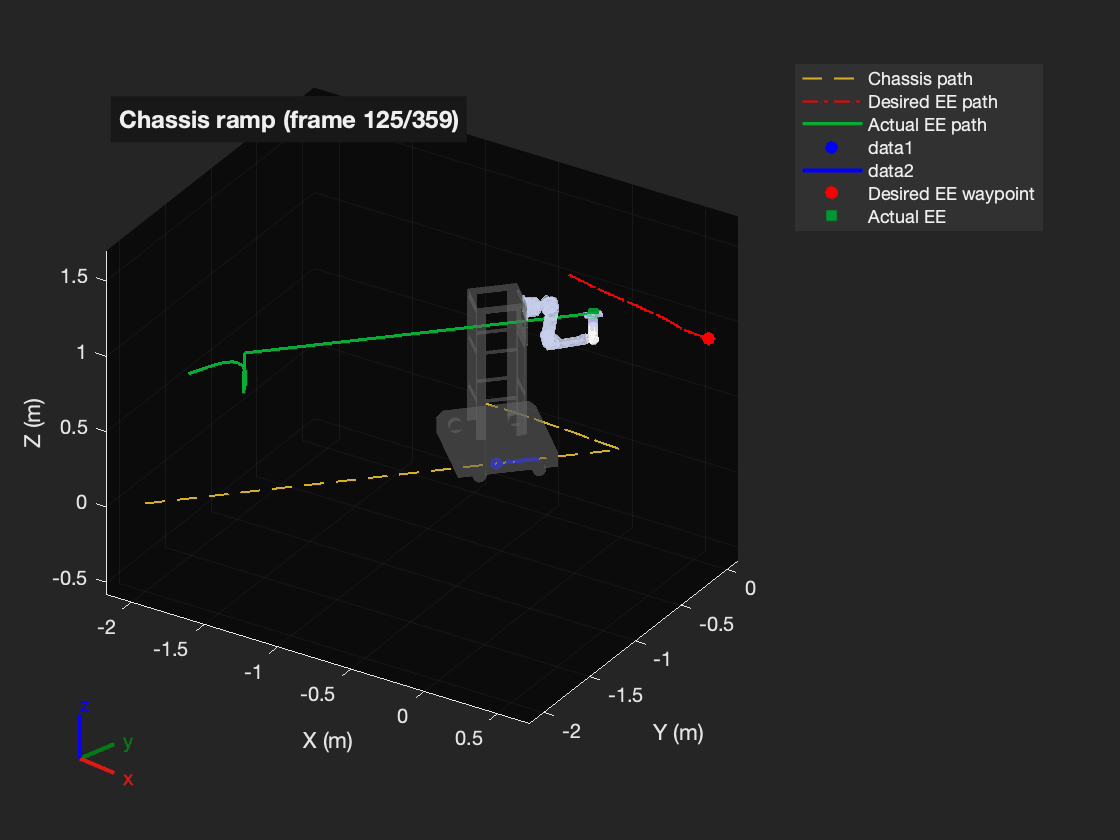 Chassis ramp (frame 125/359)
Chassis path
Desired EE path
Actual EE path
data1
data2
Desired EE waypoint
Actual EE
1.5
1
0.5
0
-0.5
Z (m)
-2
-1.5
-1
-0.5
0
0.5
X (m)
0
-0.5
-1
-1.5
-2
Y (m)
z
y
x